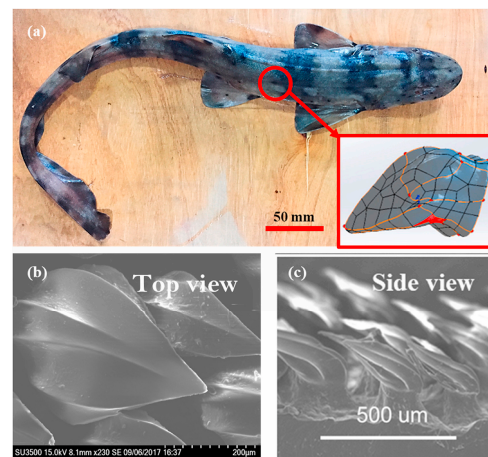 (a)
50 mm
(b)
Top view
SU3500 15.0kV 8.1mm x230 SE 09/06/2017 16:37
200μm
(c)
Side view
500 um